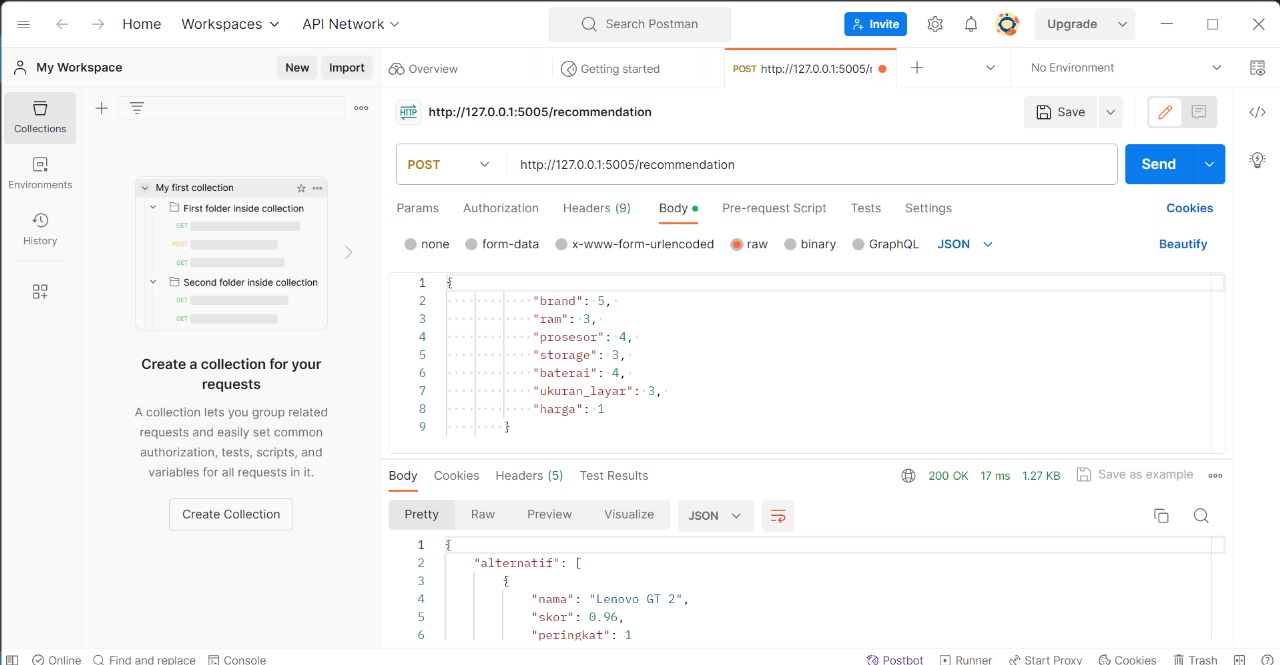 Home Workspaces API Network Search Postman Invite Upgrade
My Workspace New Import Overview Getting started POST http://127.0.0.1:5005/r No Environment
Collections
Environments
History
My first collection
First folder inside collection
GET
POST
GET
Second folder inside collection
GET
GET
Create a collection for your
requests
A collection lets you group related
requests and easily set common
authorization, tests, scripts, and
variables for all requests in it.
Create Collection
HTTP http://127.0.0.1:5005/recommendation Save
POST http://127.0.0.1:5005/recommendation Send
Params Authorization Headers (9) Body Pre-request Script Tests Settings Cookies
none form-data x-www-form-urlencoded raw binary GraphQL JSON Beautify
1 {
2 "brand": 5,
3 "ram": 3,
4 "prosesor": 4,
5 "storage": 3,
6 "baterai": 4,
7 "ukuran_layar": 3,
8 "harga": 1
9 }
Body Cookies Headers (5) Test Results 200 OK 17 ms 1.27 KB Save as example
Pretty Raw Preview Visualize JSON
1 {
2 "alternatif": [
3 {
4 "nama": "Lenovo GT 2",
5 "skor": 0.96,
6 "peringkat": 1
Online Find and replace Console Postbot Runner Start Proxy Cookies Trash